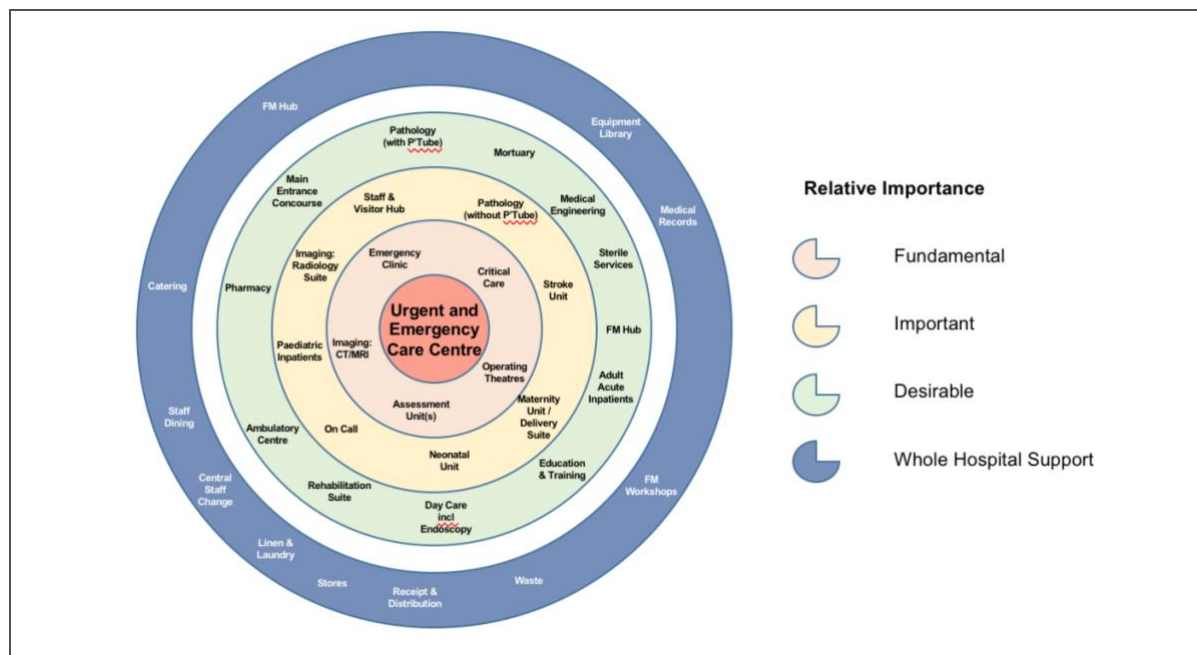 FM Hub
Equipment
Library
Medical
Records
Catering
Staff
Dining
Central
Staff
Change
Linen &
Laundry
Stores
Receipt &
Distribution
Waste
FM
Workshops
Pathology
(with P'Tube)
Mortuary
Main
Entrance
Concourse
Medical
Engineering
Sterile
Services
Pharmacy
FM Hub
Adult
Acute
Inpatients
Ambulatory
Centre
Education
& Training
Rehabilitation
Suite
Day Care
incl
Endoscopy
Staff &
Visitor Hub
Pathology
(without P'Tube)
Imaging:
Radiology
Suite
Stroke
Unit
Paediatric
Inpatients
Maternity
Unit /
Delivery
Suite
On Call
Neonatal
Unit
Emergency
Clinic
Critical
Care
Imaging:
CT/MRI
Operating
Theatres
Assessment
Unit(s)
Urgent and
Emergency
Care Centre
Relative Importance
Fundamental
Important
Desirable
Whole Hospital Support